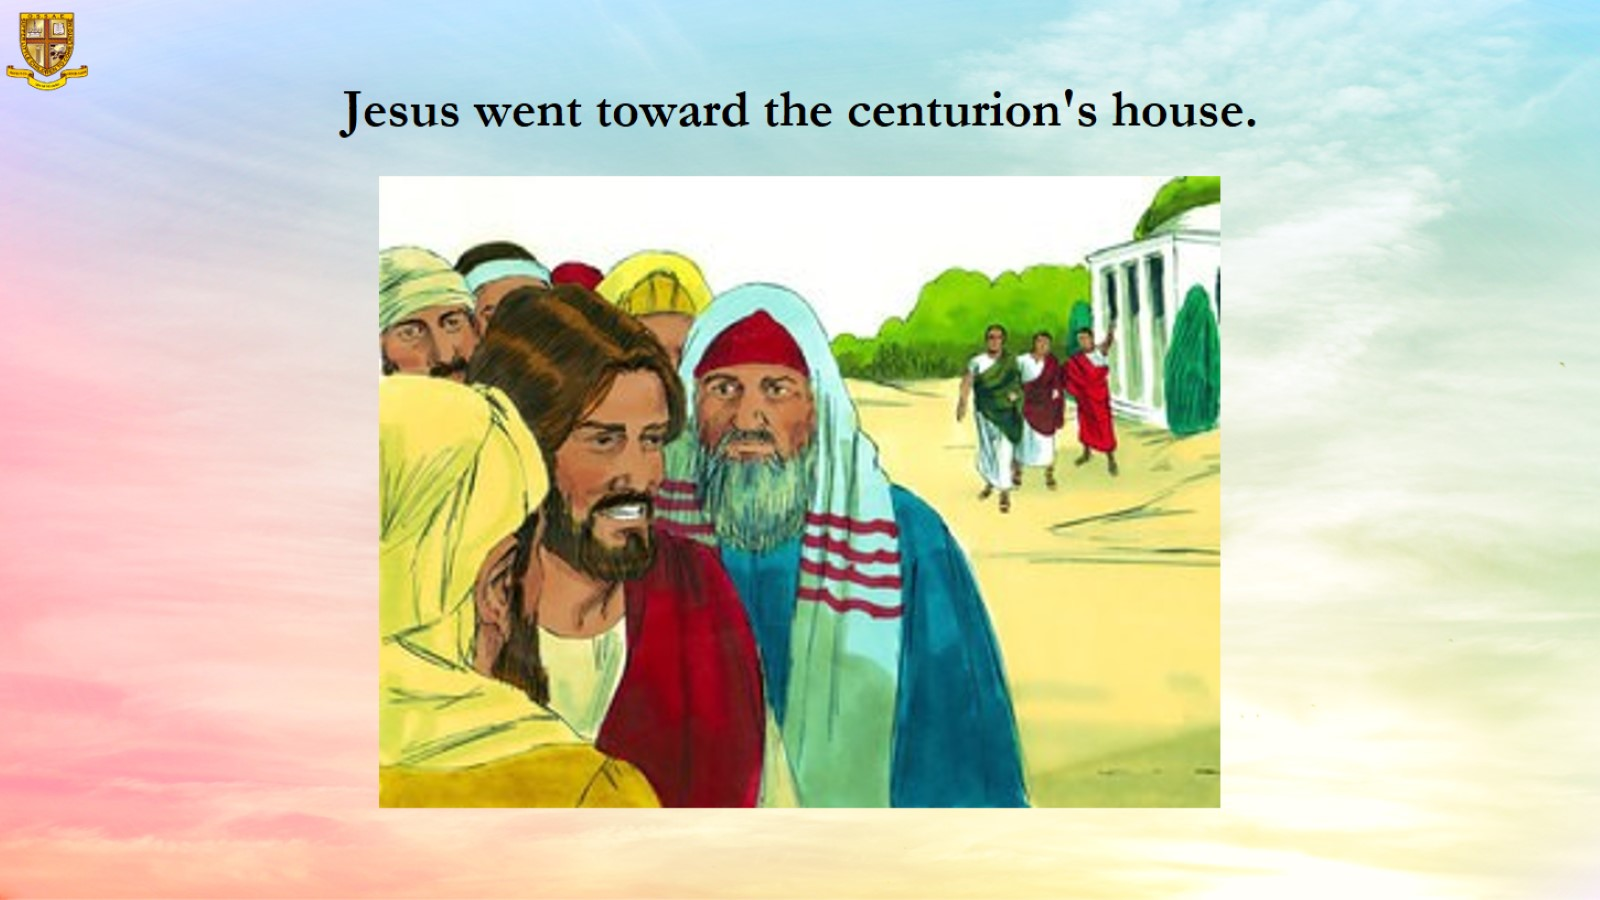 O.S.S.A.E.
Jesus went toward the centurion's house.